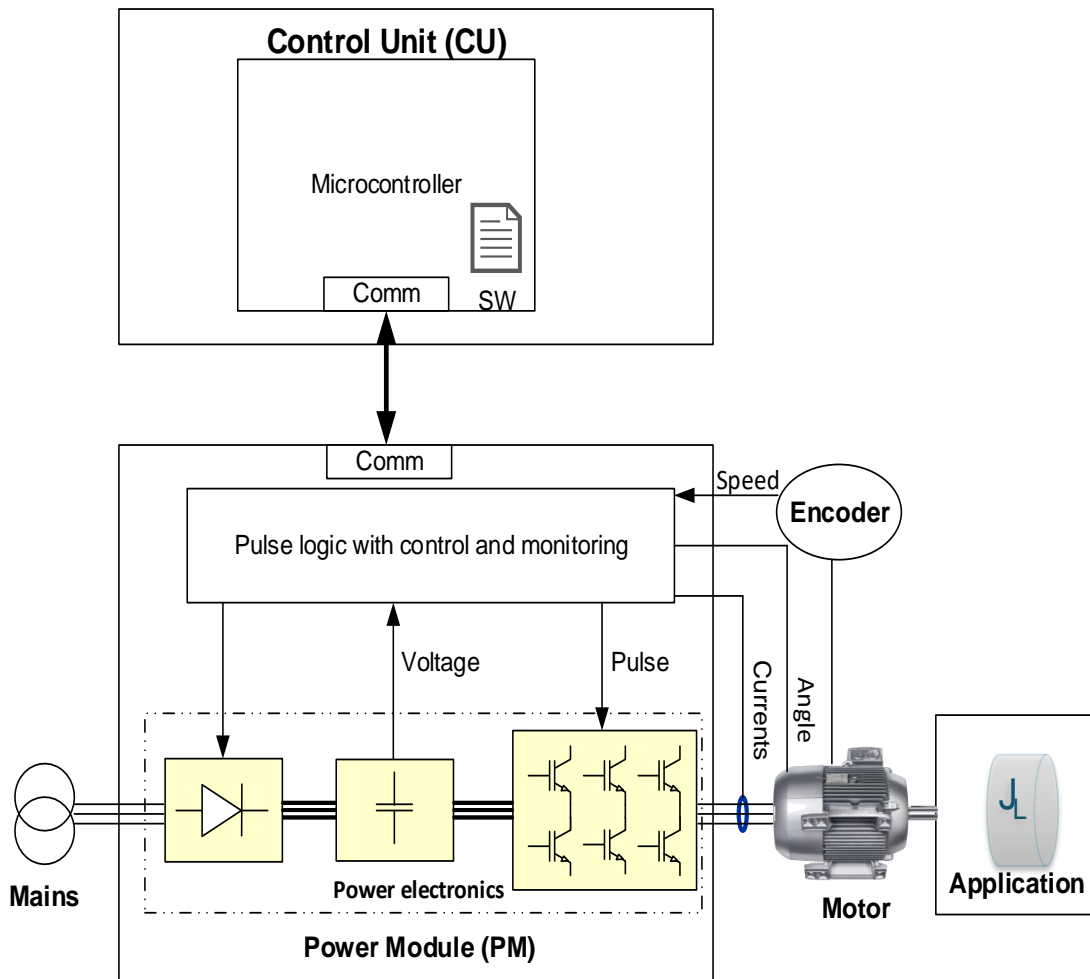 Control Unit (CU)
Microcontroller
Comm
SW
Comm
Speed
Encoder
Pulse logic with control and monitoring
Voltage
Pulse
Currents
Angle
JL
Mains
Power electronics
Motor
Application
Power Module (PM)